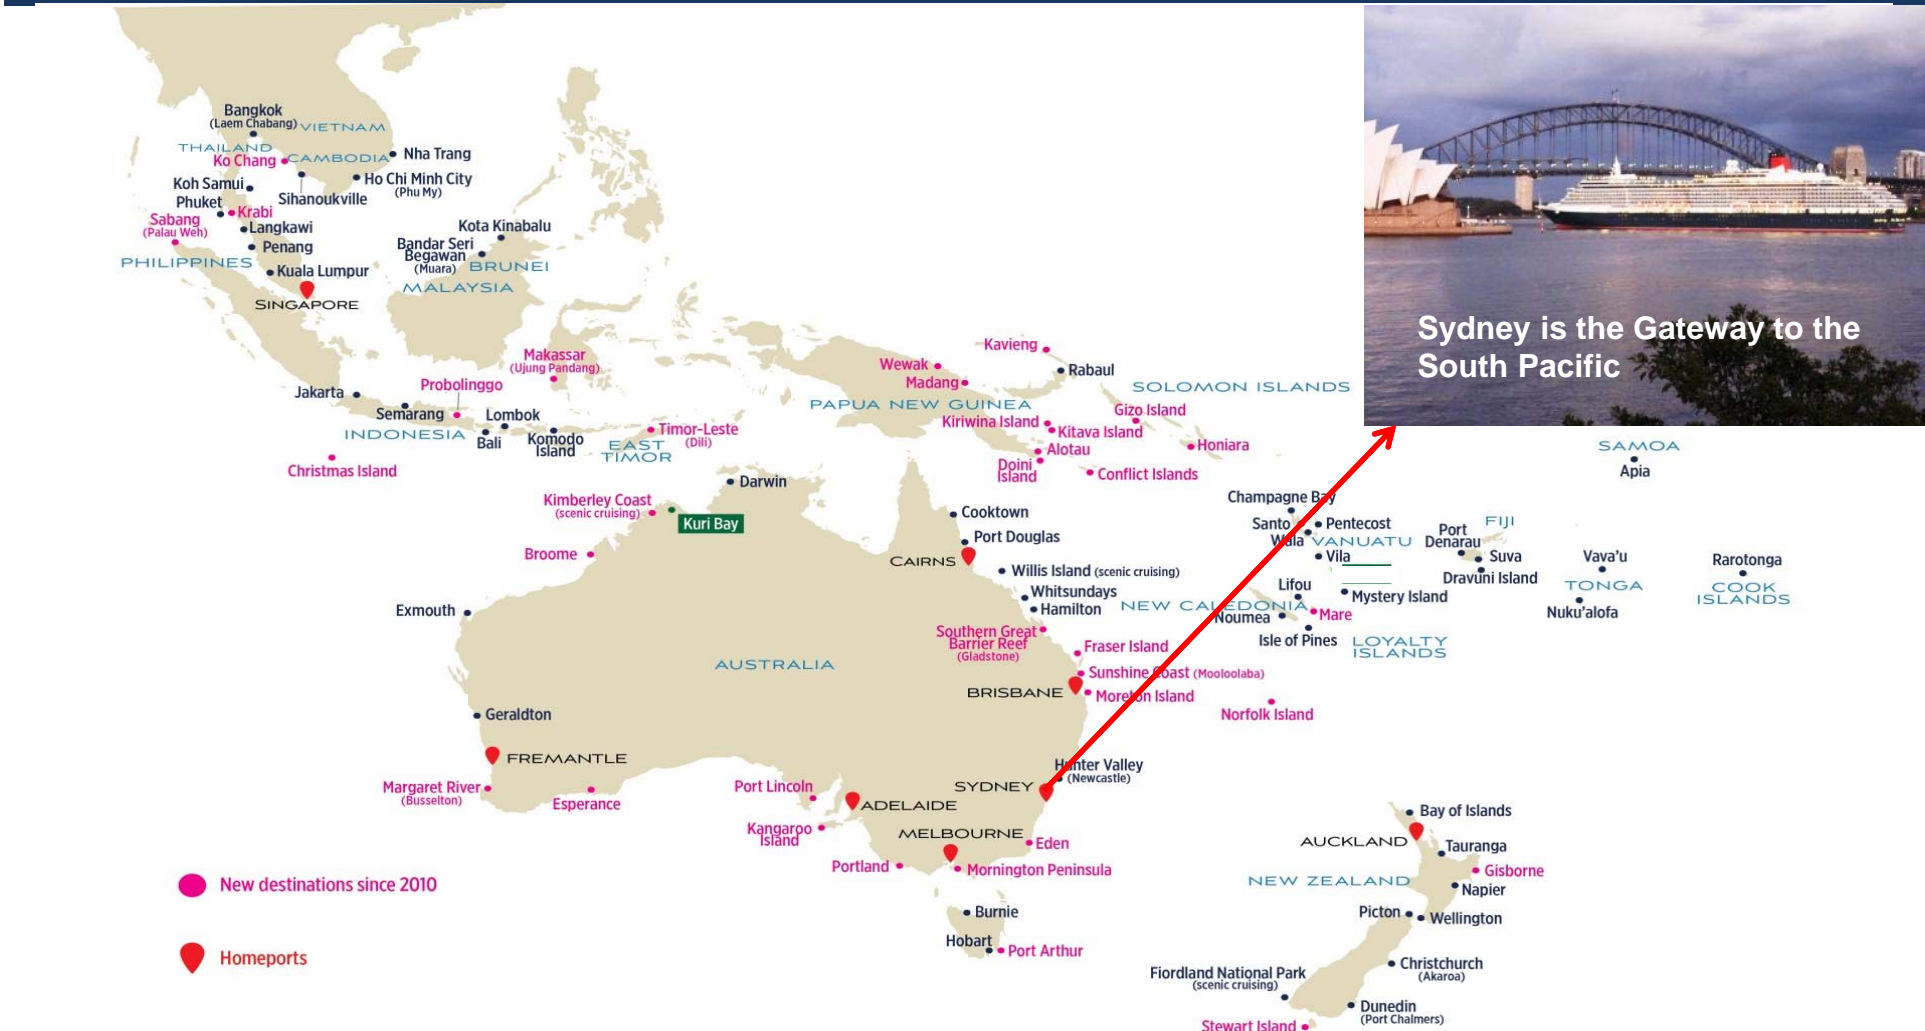 Bangkok
(Laem Chabang)
VIETNAM
THAILAND
Ko Chang
CAMBODIA
Nha Trang
Koh Samui
Ho Chi Minh City
(Phu My)
Sihanoukville
Phuket
Krabi
Sabang
(Palau Weh)
Langkawi
Penang
PHILIPPINES
Kuala Lumpur
SINGAPORE
Kota Kinabalu
Bandar Seri
Begawan
(Muara)
BRUNEI
MALAYSIA
Sydney is the Gateway to the
South Pacific
Makassar
(Ujung Pandang)
Probolinggo
Jakarta
Semarang
Lombok
INDONESIA
Bali
Komodo
Island
EAST
TIMOR
Timor-Leste
(Dili)
Christmas Island
Kavieng
Wewak
Rabaul
Madang
SOLOMON ISLANDS
PAPUA NEW GUINEA
Gizo Island
Kiriwina Island
Kitava Island
Honiara
Alotau
Doini
Island
Conflict Islands
SAMOA
Apia
Darwin
Kimberley Coast
(scenic cruising)
Kuri Bay
Broome
Exmouth
Cooktown
Port Douglas
CAIRNS
Willis Island (scenic cruising)
Whitsundays
Hamilton
Champagne Bay
Santo
Pentecost
Wala
VANUATU
Vila
Port
Denarau
FIJI
Suva
Dravuni Island
Vava'u
TONGA
Nuku'alofa
Rarotonga
COOK
ISLANDS
Lifou
Mystery Island
NEW CALEDONIA
Mare
Noumea
Isle of Pines
LOYALTY
ISLANDS
Southern Great
Barrier Reef
(Gladstone)
Fraser Island
AUSTRALIA
Sunshine Coast (Mooloolaba)
BRISBANE
Moreton Island
Norfolk Island
Geraldton
FREMANTLE
Margaret River
(Busselton)
Esperance
Port Lincoln
ADELAIDE
Kangaroo
Island
SYDNEY
Hunter Valley
(Newcastle)
MELBOURNE
Eden
Portland
Mornington Peninsula
Burnie
Hobart
Port Arthur
Bay of Islands
AUCKLAND
Tauranga
Gisborne
NEW ZEALAND
Napier
Picton
Wellington
Christchurch
(Akaroa)
Fiordland National Park
(scenic cruising)
Dunedin
(Port Chalmers)
Stewart Island
New destinations since 2010
Homeports